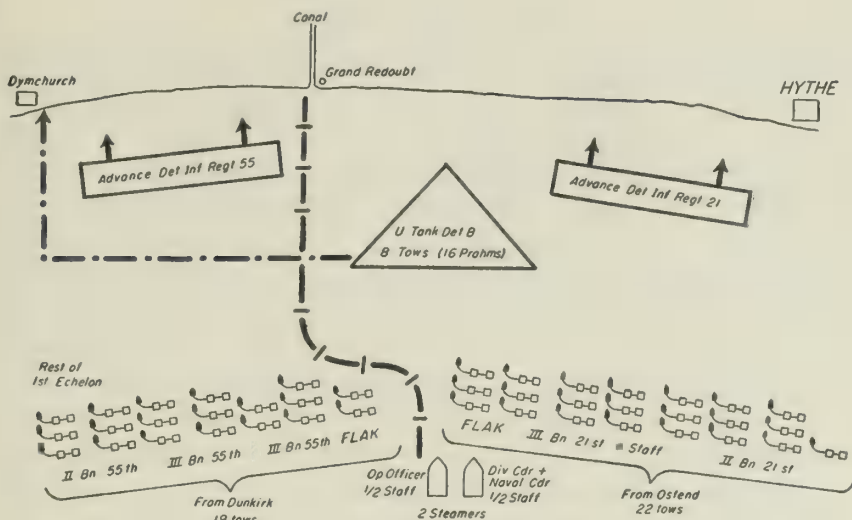 Canal
Grand Redoubt
Dymchurch
HYTHE
Advance Det Inf Regt 55
Advance Det Inf Regt 21
U Tank Det B
8 Tows (16 Prahms)
Rest of
1st Echelon
II Bn 55th
III Bn 55th
III Bn 55th
FLAK
FLAK
III Bn 21st
Staff
II Bn 21st
From Dunkirk
Op Officer
1/2 Staff
Div Cdr +
Naval Cdr
1/2 Staff
2 Steamers
From Ostend
22 tows